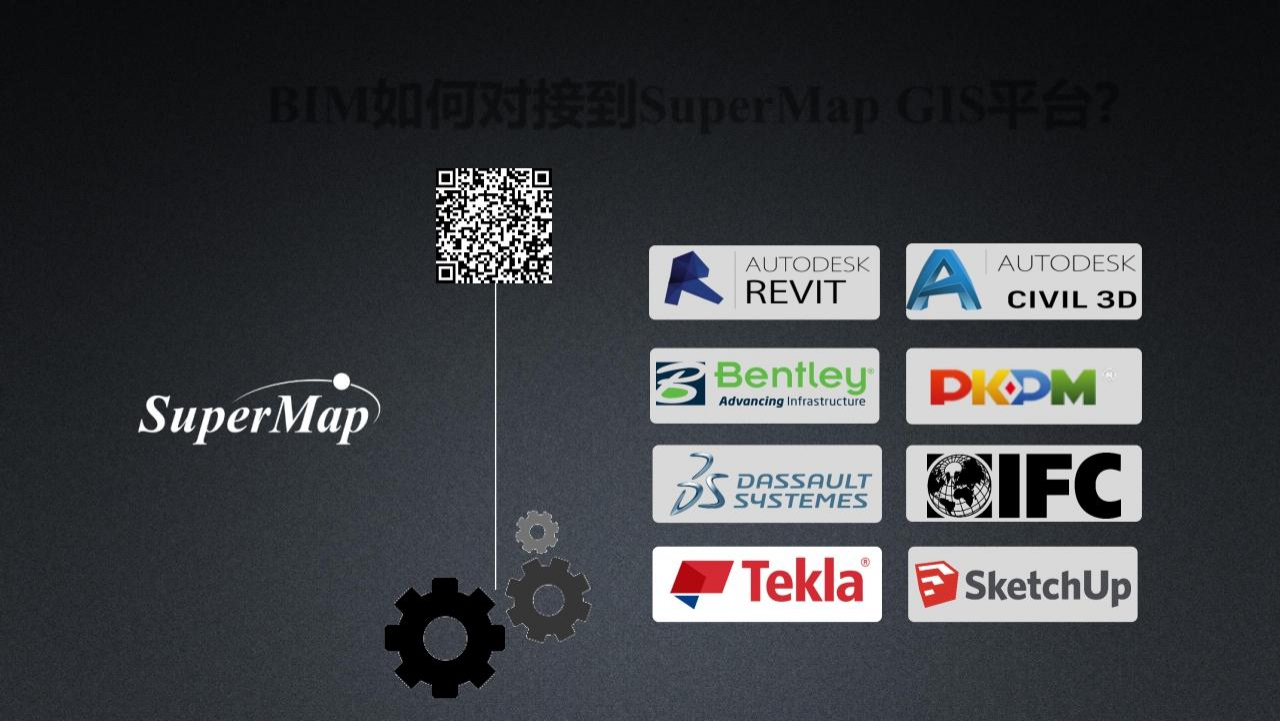 BIM如何对接到SuperMap GIS平台?
AUTODESK
REVIT
AUTODESK
CIVIL 3D
Bentley®
Advancing Infrastructure
PKPM®
SuperMap
DASSAULT
SYSTEMES
IFC
Tekla®
SketchUp